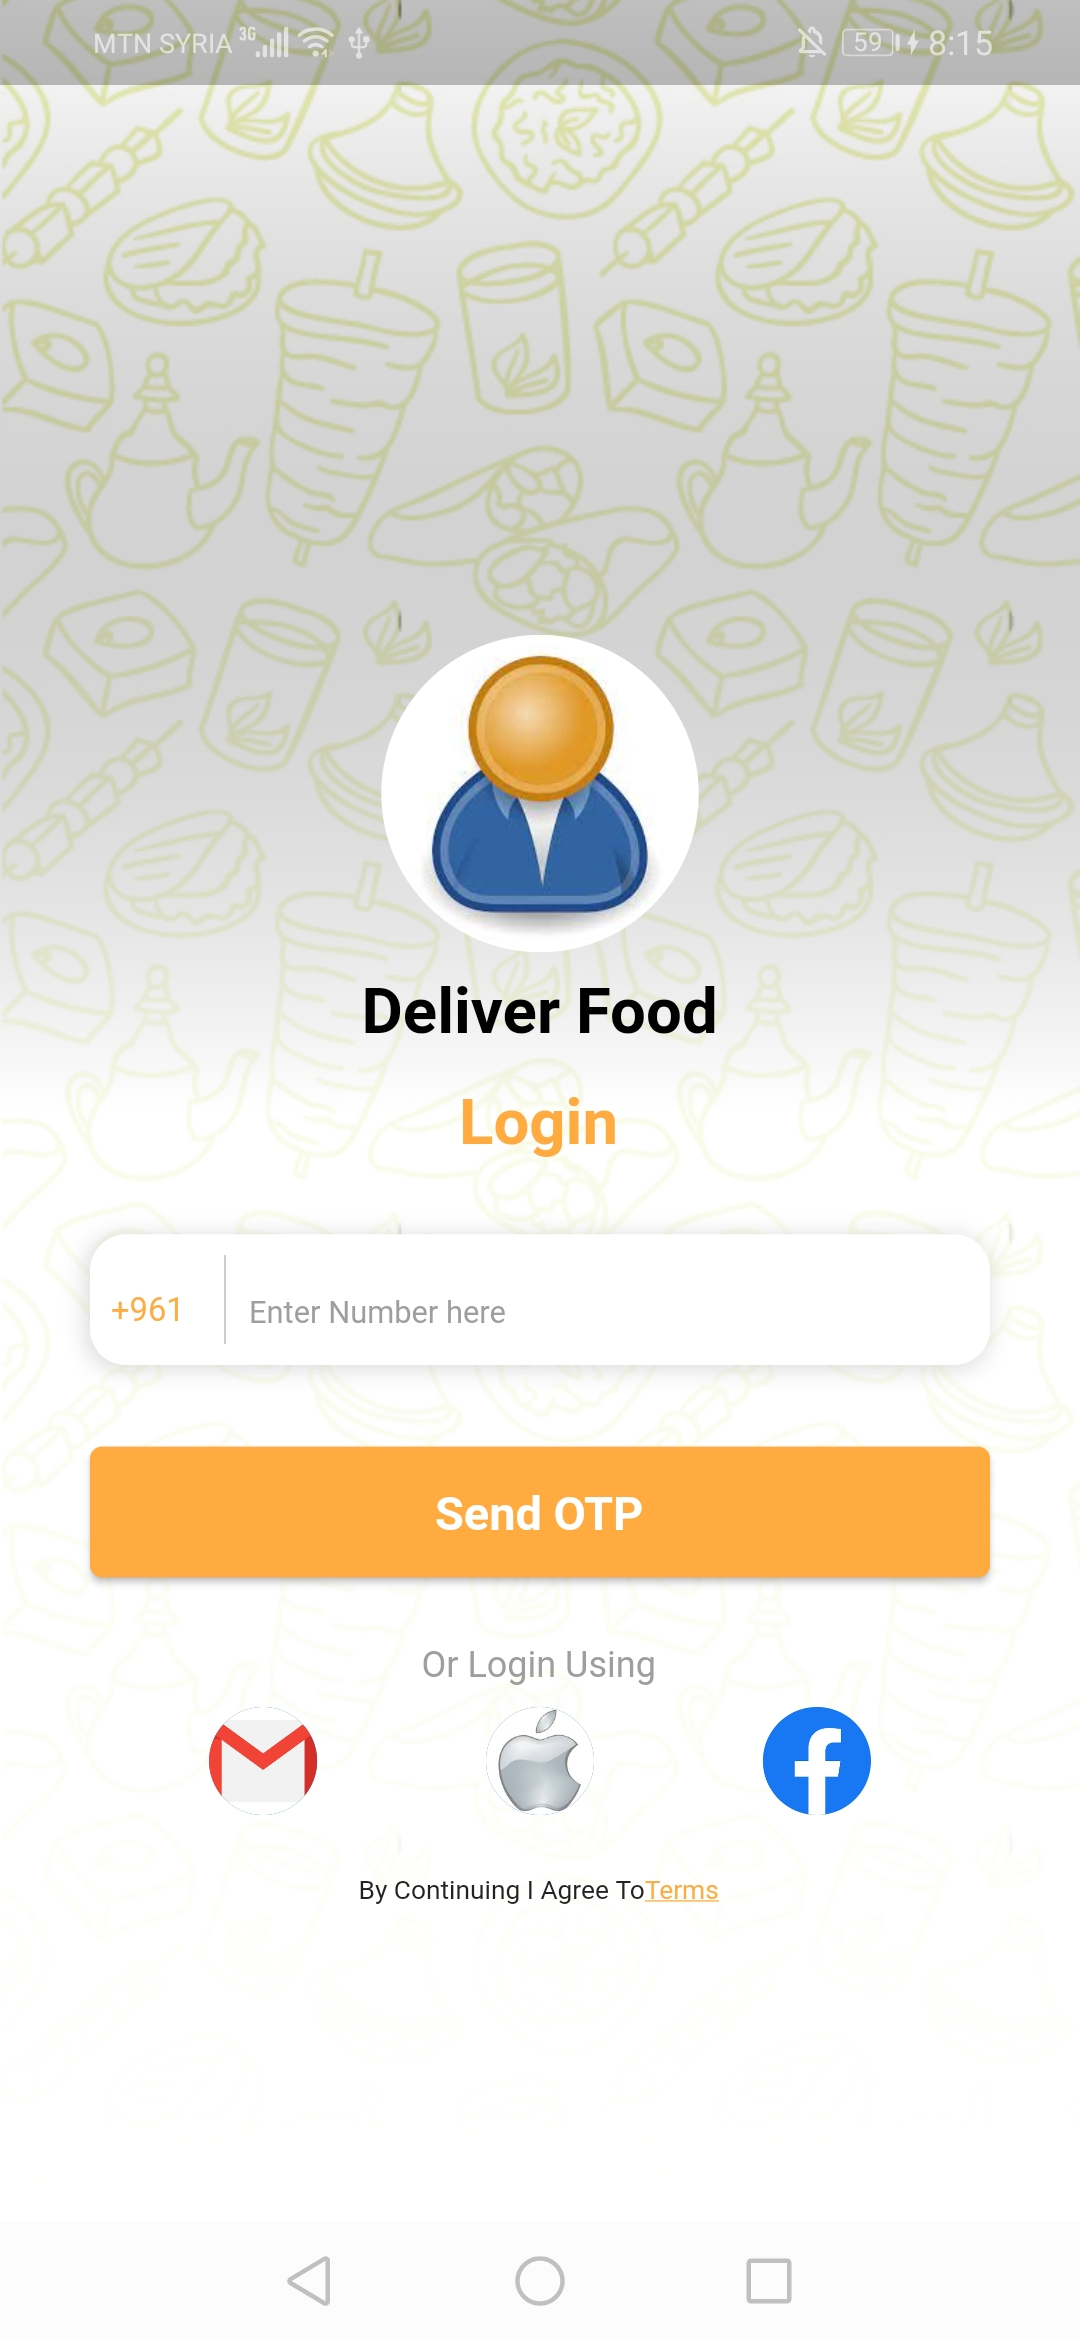 MTN SYRIA 3G 59 8:15
Deliver Food
Login
+961 Enter Number here
Send OTP
Or Login Using
By Continuing I Agree ToTerms